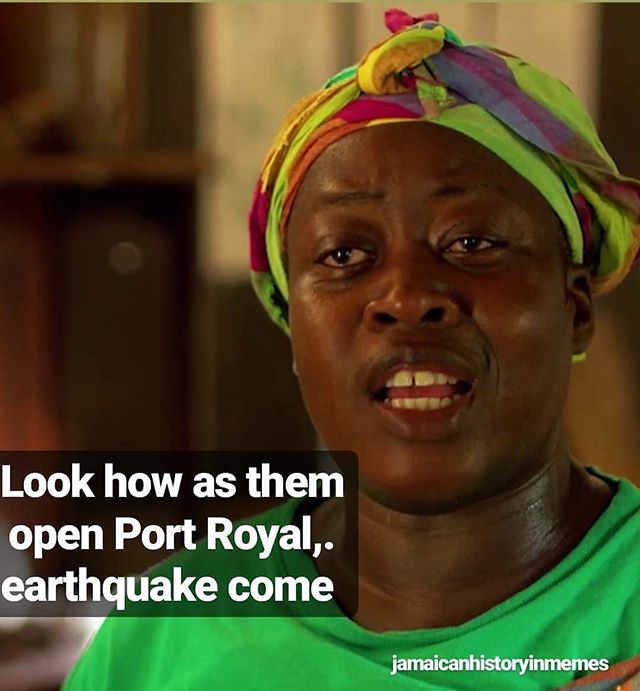 Look how as them
open Port Royal,.
earthquake come
jamaicanhistoryinmemes